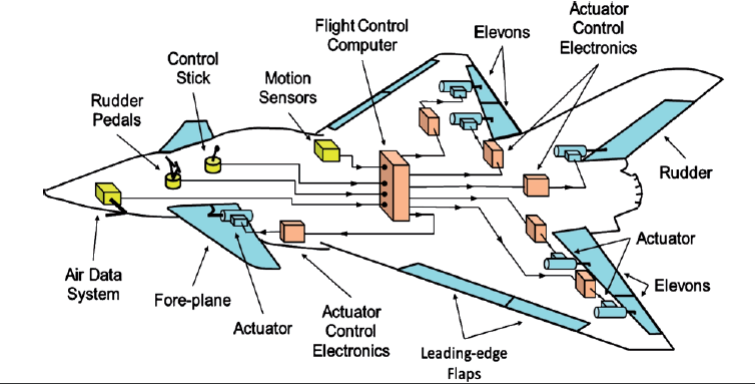 Actuator
Control
Electronics
Flight Control
Computer
Elevons
Control
Stick
Motion
Sensors
Rudder
Pedals
Rudder
Actuator
Air Data
System
Fore-plane
Elevons
Actuator
Actuator
Control
Electronics
Leading-edge
Flaps